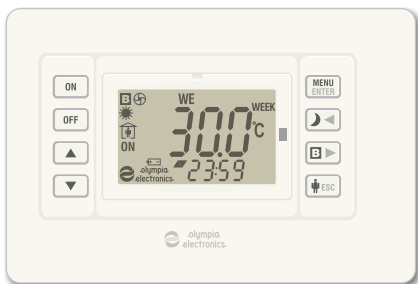 ON
OFF
B
WE
WEEK
30.0
°C
ON
olympia
electronics
23:59
MENU
ENTER
B
ESC
olympia
electronics